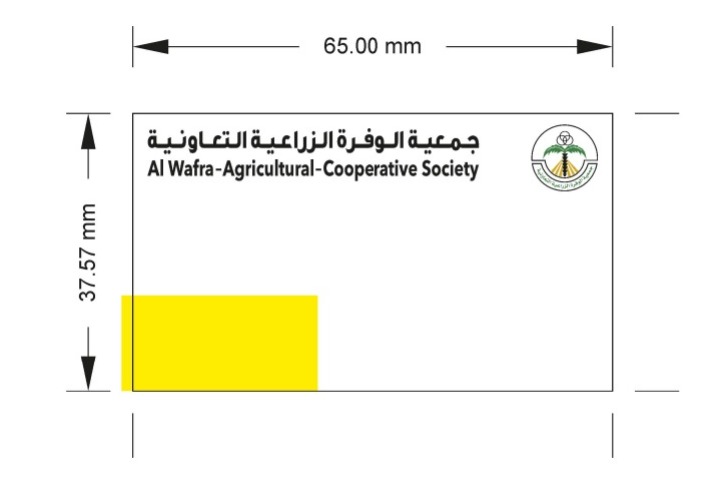 65.00 mm
جمعية الوفرة الزراعية التعاونية
Al Wafra-Agricultural-Cooperative Society
37.57 mm